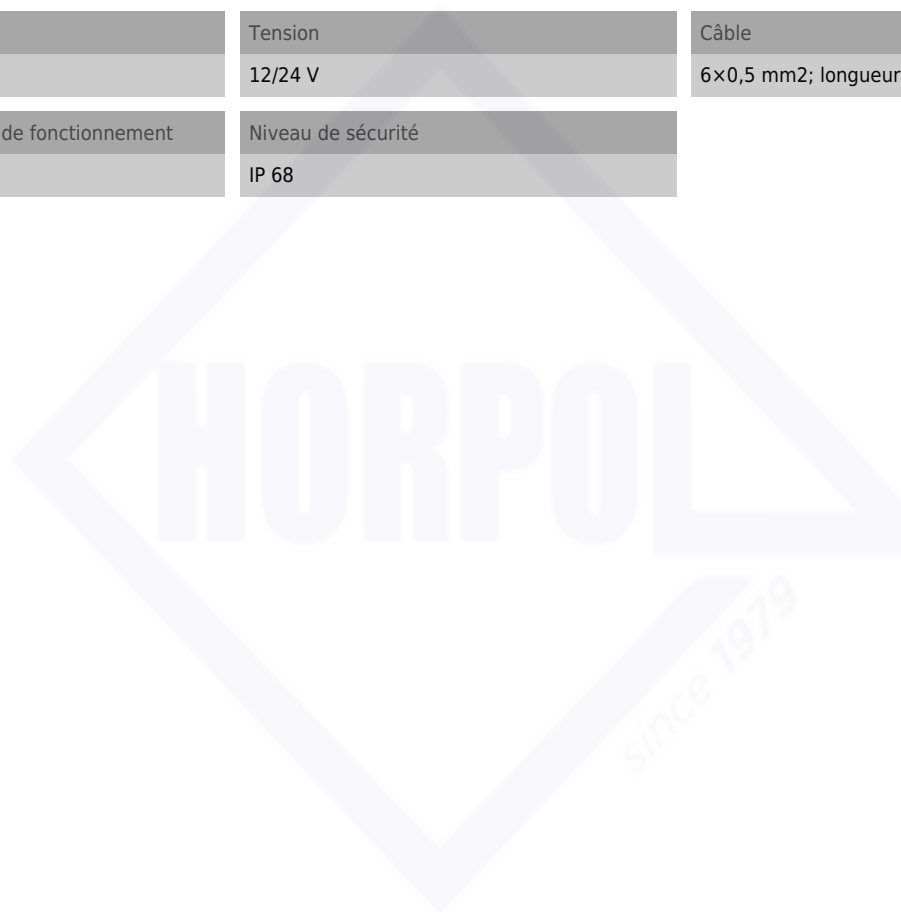 Tension
Câble
12/24 V
6×0,5 mm2; longueur
de fonctionnement
Niveau de sécurité
IP 68
HORPOL
since 1979